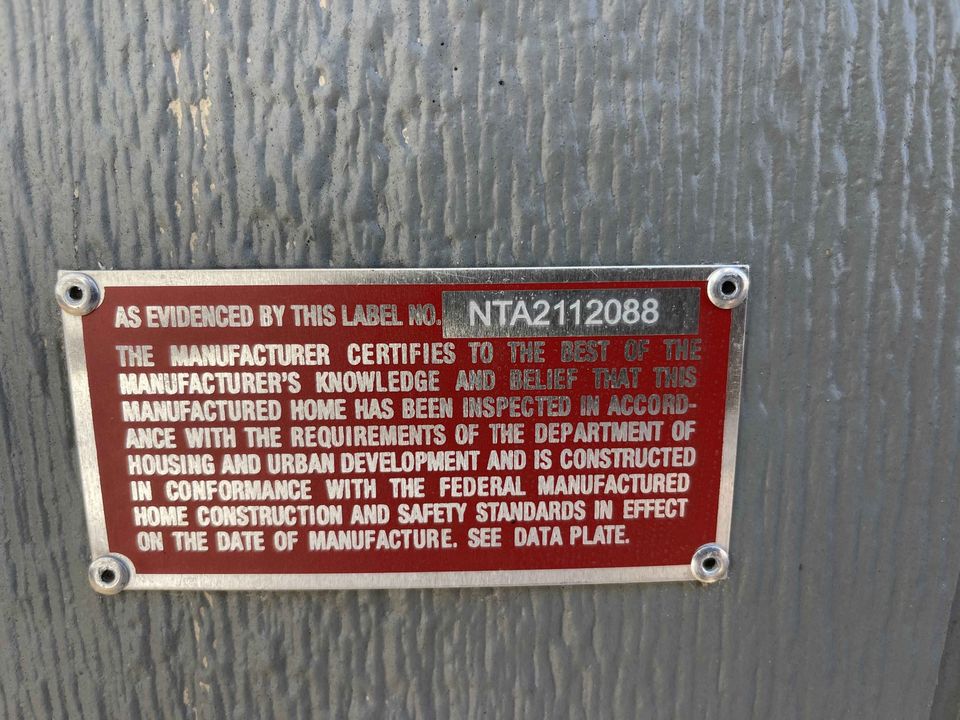 AS EVIDENCED BY THIS LABEL NO. NTA2112088
THE MANUFACTURER CERTIFIES TO THE BEST OF THE
MANUFACTURER'S KNOWLEDGE AND BELIEF THAT THIS
MANUFACTURED HOME HAS BEEN INSPECTED IN ACCORD-
ANCE WITH THE REQUIREMENTS OF THE DEPARTMENT OF
HOUSING AND URBAN DEVELOPMENT AND IS CONSTRUCTED
IN CONFORMANCE WITH THE FEDERAL MANUFACTURED
HOME CONSTRUCTION AND SAFETY STANDARDS IN EFFECT
ON THE DATE OF MANUFACTURE. SEE DATA PLATE.